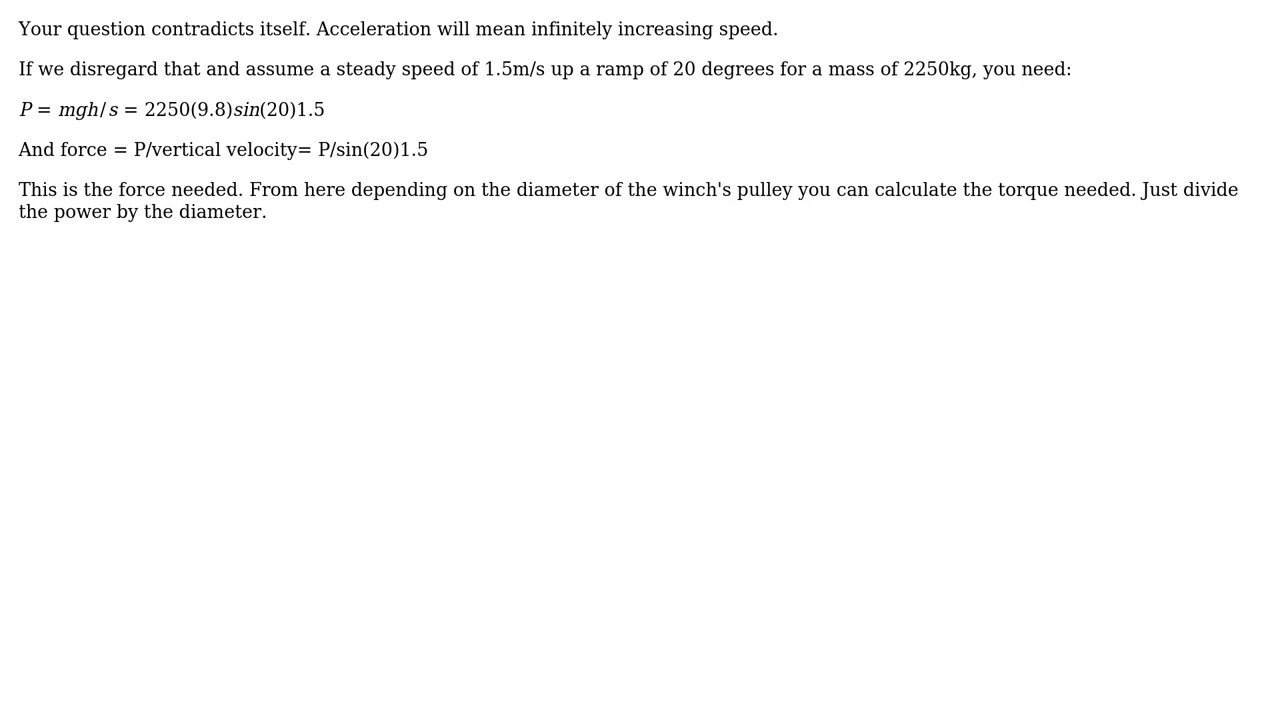 Your question contradicts itself. Acceleration will mean infinitely increasing speed.
If we disregard that and assume a steady speed of 1.5m/s up a ramp of 20 degrees for a mass of 2250kg, you need:
P = mgh/s = 2250(9.8)sin(20)1.5
And force = P/vertical velocity= P/sin(20)1.5
This is the force needed. From here depending on the diameter of the winch's pulley you can calculate the torque needed. Just divide
the power by the diameter.